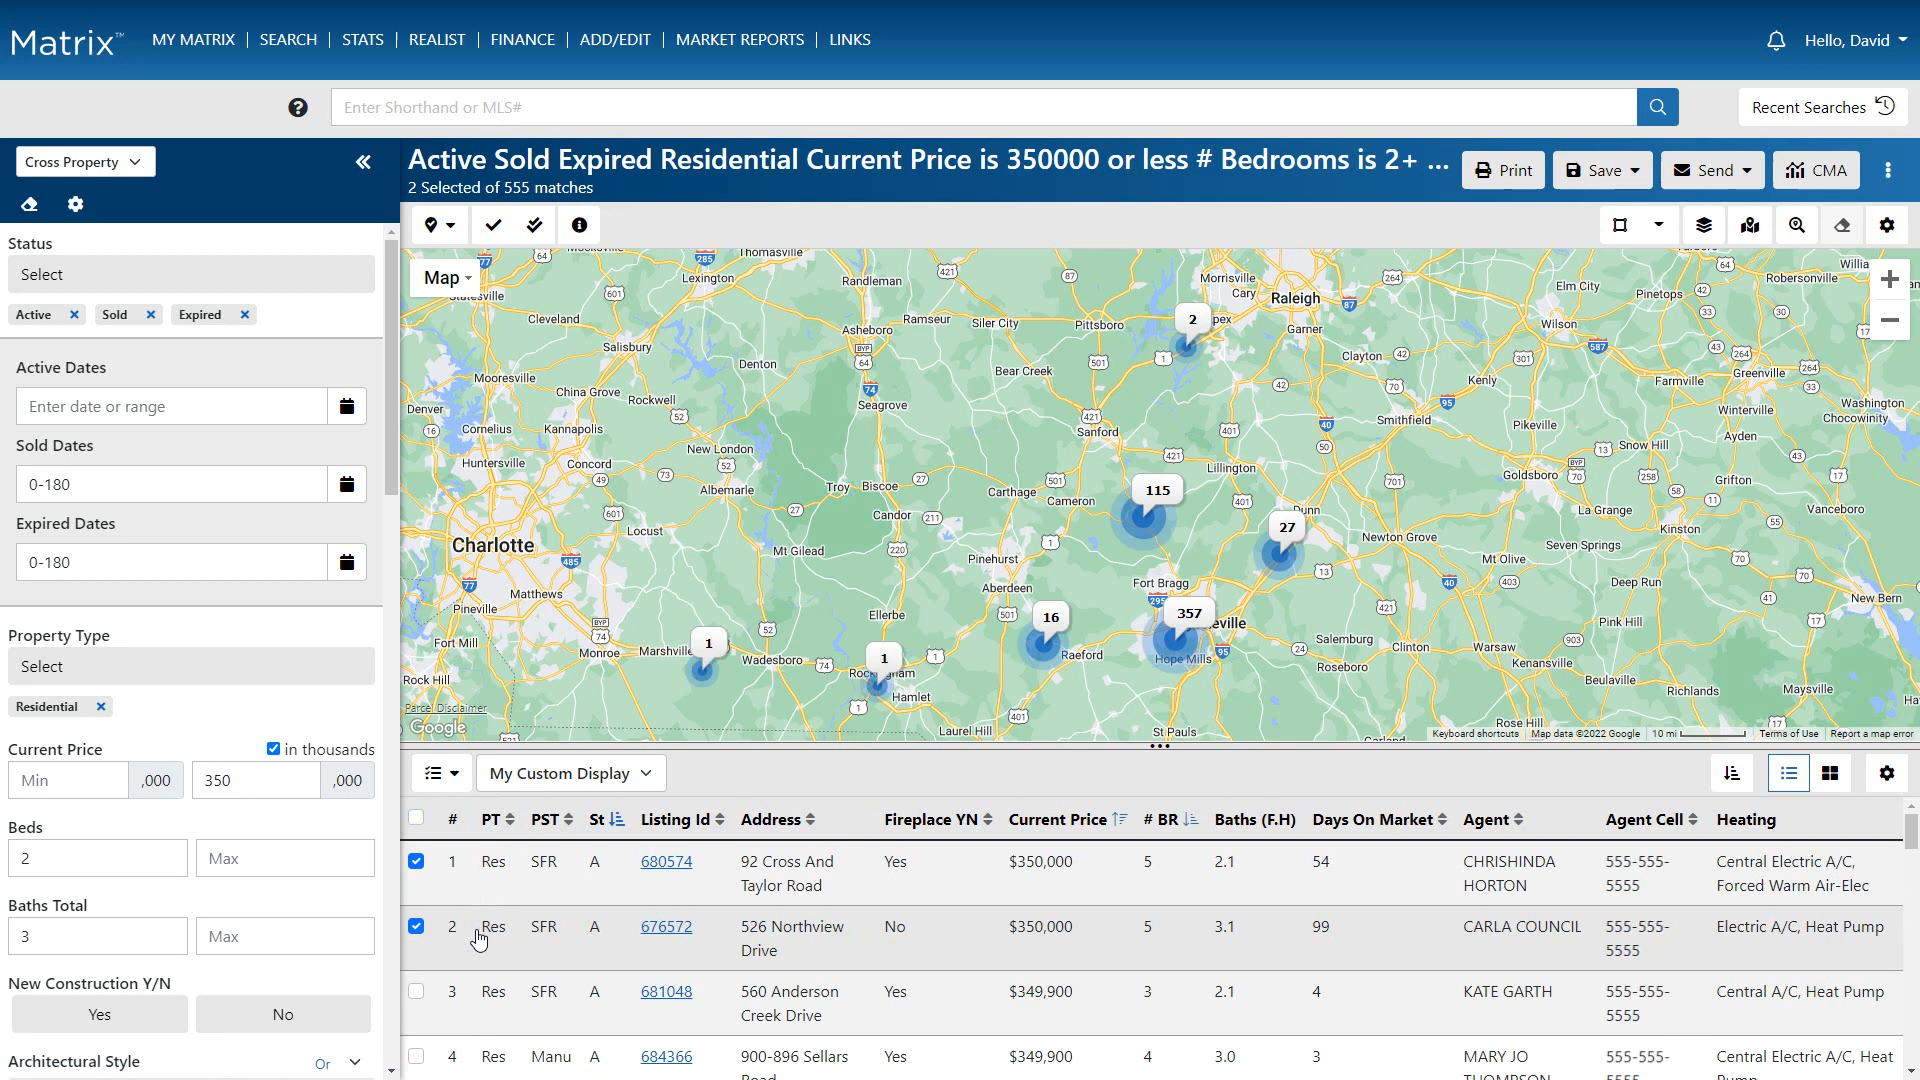 Matrix™ MY MATRIX SEARCH STATS REALIST FINANCE ADD/EDIT MARKET REPORTS LINKS Hello, David
Enter Shorthand or MLS# Recent Searches
Cross Property
Active Sold Expired Residential Current Price is 350000 or less # Bedrooms is 2+ ...
2 Selected of 555 matches
Print Save Send CMA
Status
Select
Active Sold Expired
Active Dates
Enter date or range
Sold Dates
0-180
Expired Dates
0-180
Property Type
Select
Residential
Current Price in thousands
Min ,000 350 ,000
Beds
2 Max
Baths Total
3 Max
New Construction Y/N
Yes No
Architectural Style Or
Map
Thomasville
Lexington
Randleman
Morrisville
Cary
Raleigh
Elm City
Pinetops
Robersonville
Statesville
Cleveland
Asheboro
Ramseur
Siler City
Pittsboro
Garner
Wilson
Salisbury
Denton
Bear Creek
Clayton
Mooresville
China Grove
Rockwell
Seagrove
Kenly
Farmville
Greenville
Washington
Denver
Cornelius
Kannapolis
Sanford
Smithfield
Pikeville
Winterville
Chocowinity
Huntersville
Concord
New London
Lillington
Snow Hill
Ayden
Albemarle
Troy
Biscoe
Carthage
Cameron
Goldsboro
Grifton
Locust
Candor
La Grange
Kinston
Vanceboro
Charlotte
Mt Gilead
Pinehurst
Newton Grove
Mt Olive
Seven Springs
Matthews
Aberdeen
Fort Bragg
Deep Run
New Bern
Pineville
Ellerbe
Salemburg
Clinton
Warsaw
Pink Hill
Fort Mill
Monroe
Wadesboro
Raeford
Hope Mills
Roseboro
Kenansville
Rock Hill
Hamlet
Beulaville
Richlands
Maysville
Laurel Hill
St Pauls
Rose Hill
2
115
27
16
357
1
1
Parcel Disclaimer
Google
Keyboard shortcuts Map data ©2022 Google 10 mi Terms of Use Report a map error
My Custom Display
# PT PST St Listing Id Address Fireplace YN Current Price # BR Baths (F.H) Days On Market Agent Agent Cell Heating
1 Res SFR A 680574 92 Cross And Yes $350,000 5 2.1 54 CHRISHINDA 555-555- Central Electric A/C,
Taylor Road HORTON 5555 Forced Warm Air-Elec
2 Res SFR A 676572 526 Northview No $350,000 5 3.1 99 CARLA COUNCIL 555-555- Electric A/C, Heat Pump
Drive 5555
3 Res SFR A 681048 560 Anderson Yes $349,900 3 2.1 4 KATE GARTH 555-555- Central A/C, Heat Pump
Creek Drive 5555
4 Res Manu A 684366 900-896 Sellars Yes $349,900 4 3.0 3 MARY JO 555-555- Central Electric A/C, Heat